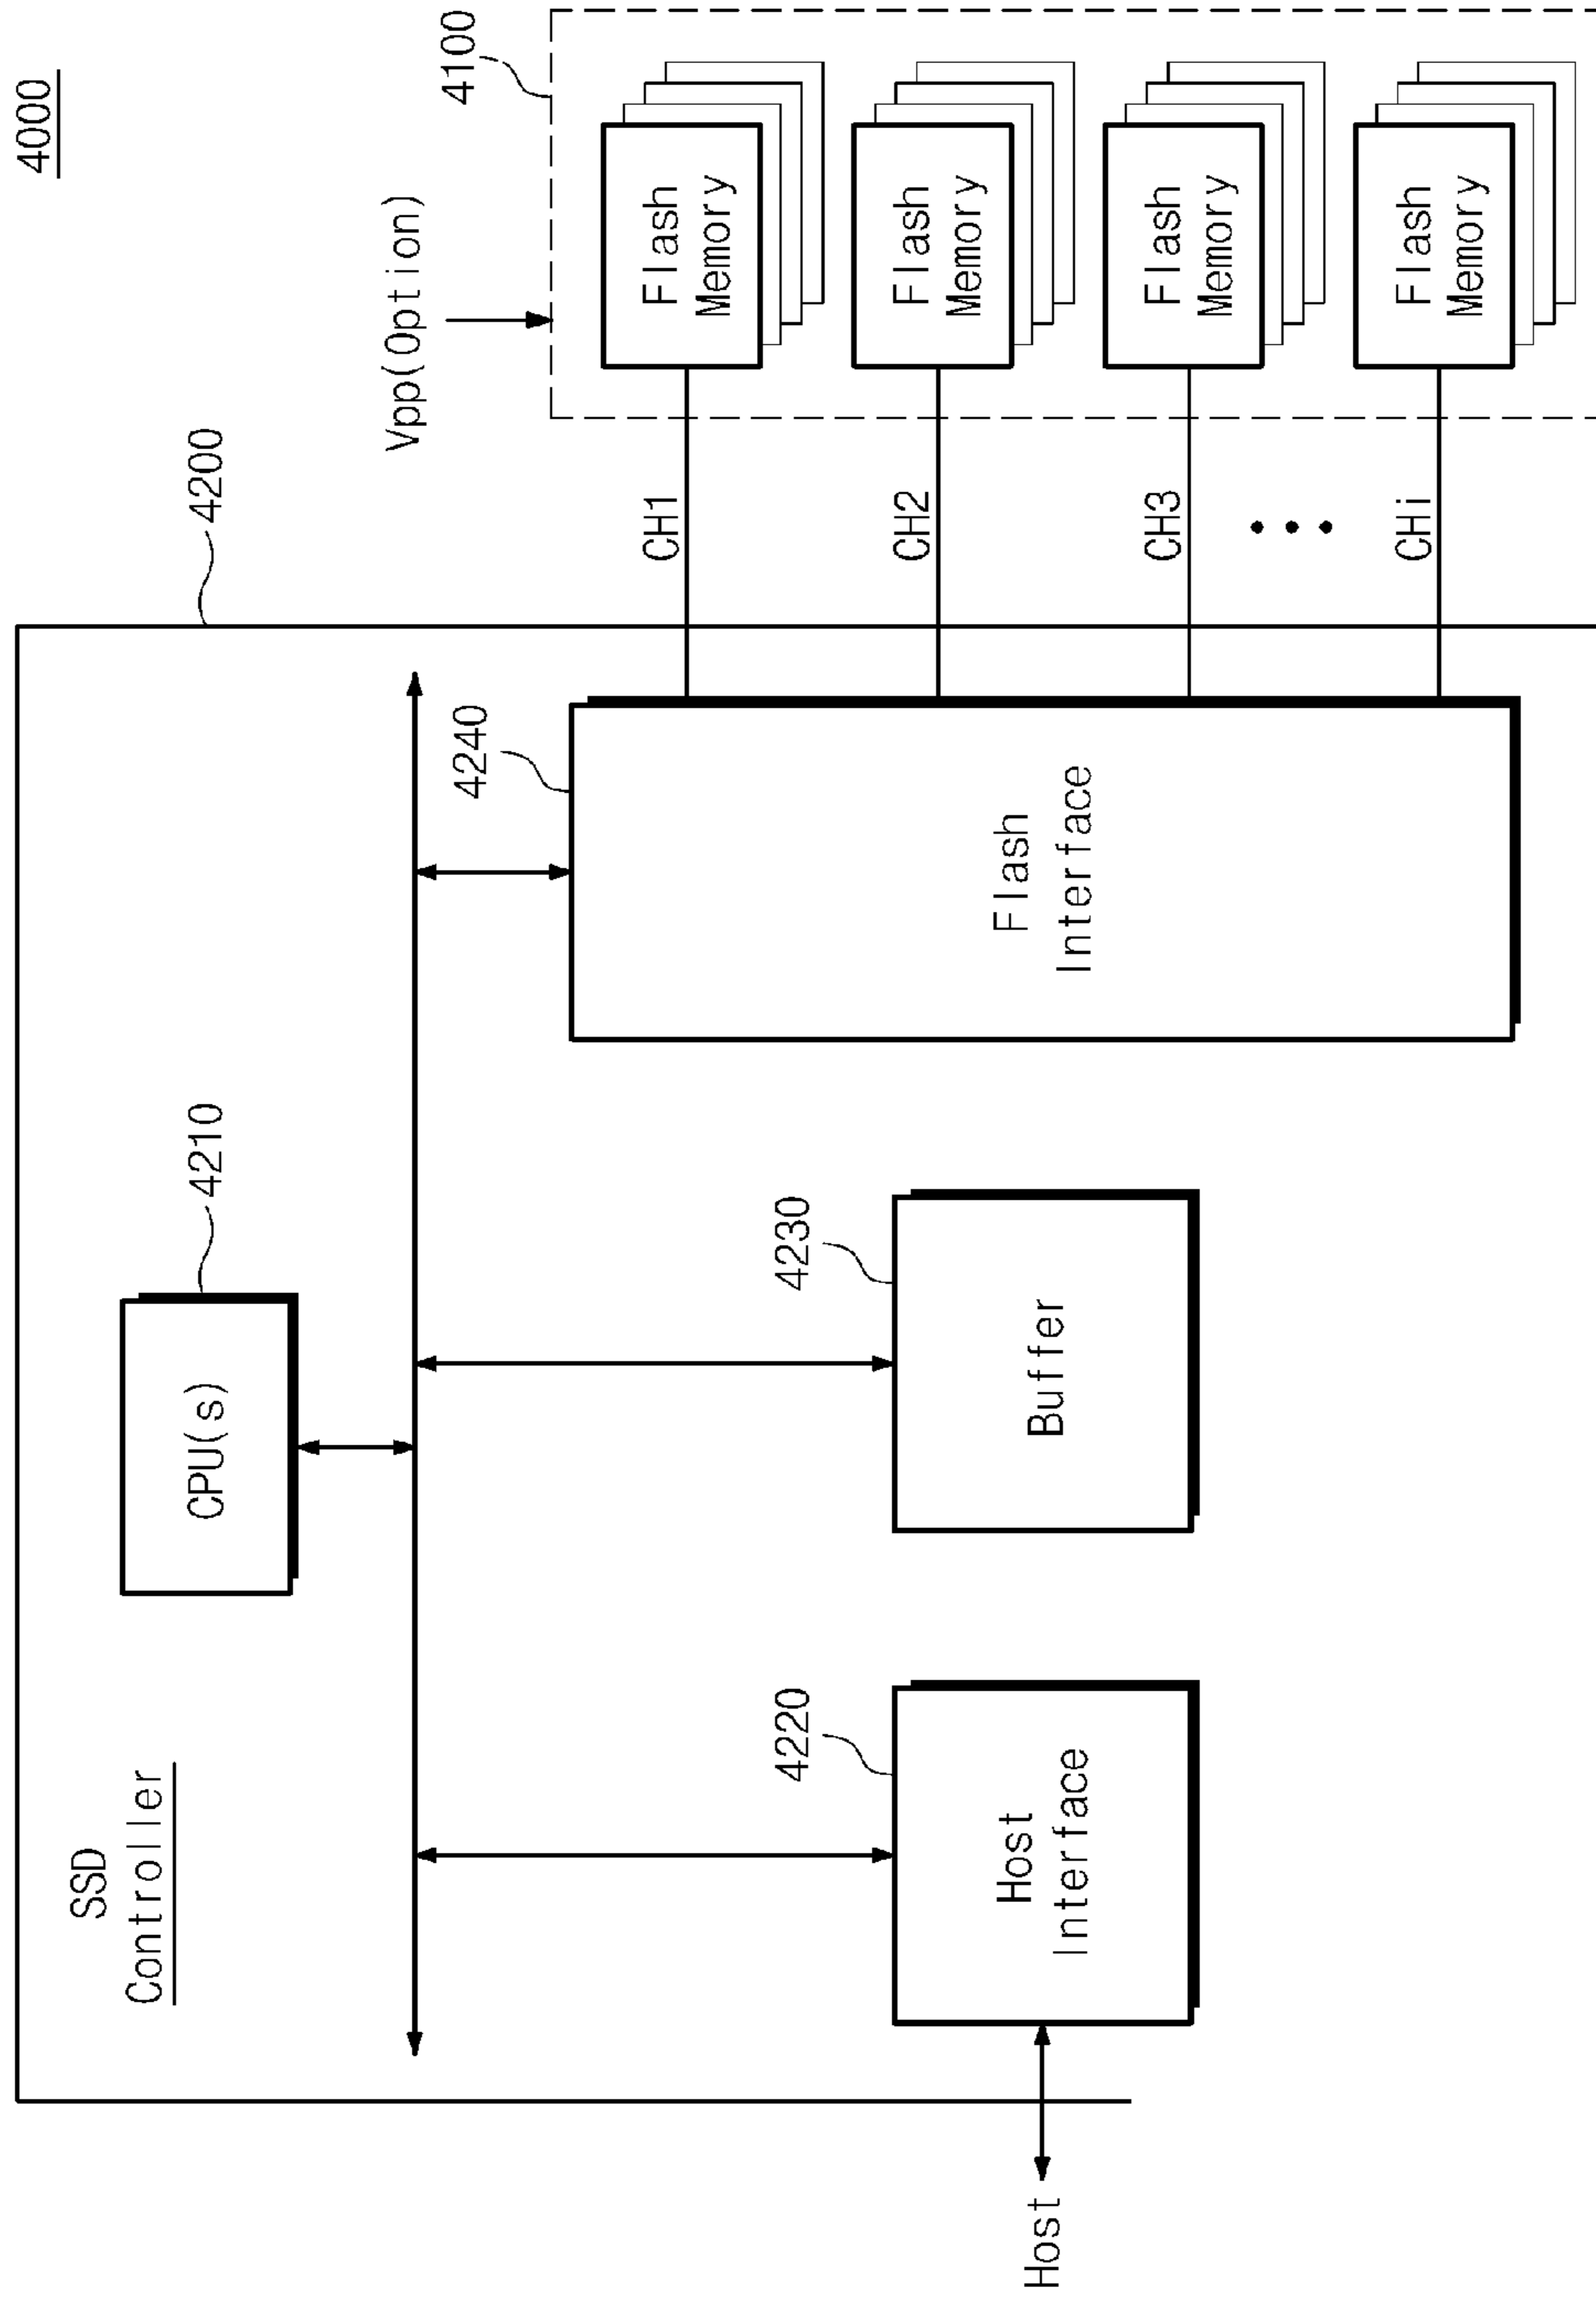 4000
4200
SSD
Controller
4210
CPU(s)
Vpp(Option)
4100
4240
Flash
Interface
4220
Host
Interface
4230
Buffer
Host
CH1
CH2
CH3
CHi
Flash
Memory
Flash
Memory
Flash
Memory
Flash
Memory